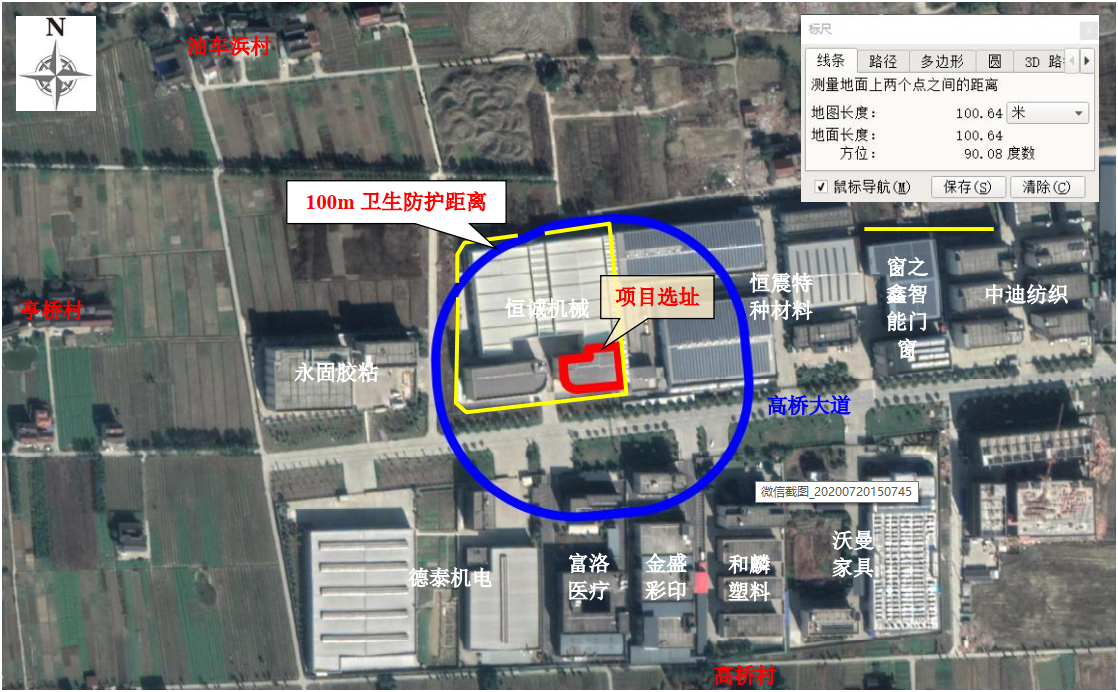 N
汕车浜村
标尺
线条 路径 多边形 圆 3D 路
测量地面上两个点之间的距离
地图长度： 100.64 米
地面长度： 100.64
方位： 90.08 度数
鼠标导航(M) 保存(S) 清除(C)
100m 卫生防护距离
项目选址
恒诚机械
恒震特
种材料
窗之
鑫智
能门
窗
中迪纺织
亭桥村
永固胶粘
高桥大道
微信截图_20200720150745
德泰机电
富洛
医疗
金盛
彩印
和麟
塑料
沃曼
家具
高桥村